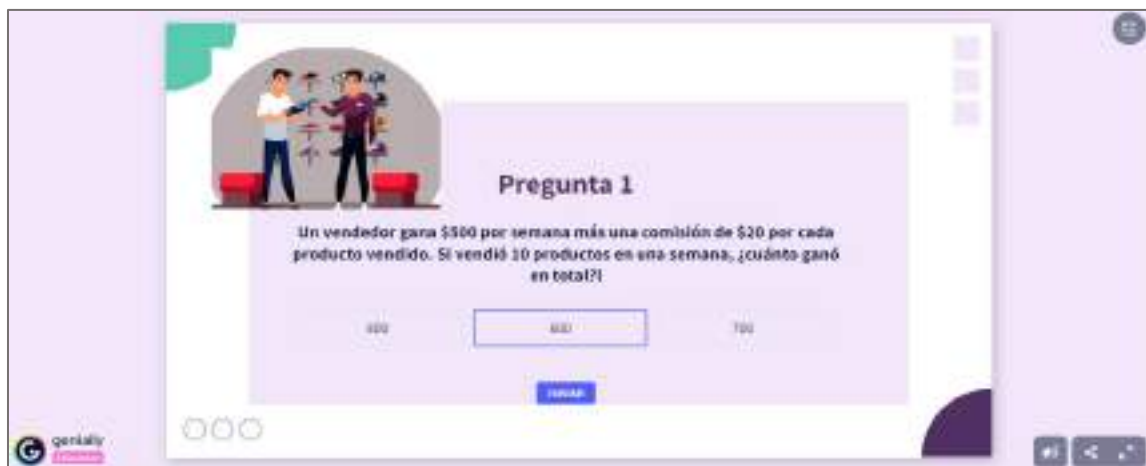 Pregunta 1
Un vendedor gana $500 por semana más una comisión de $20 por cada
producto vendido. Si vendió 10 productos en una semana, ¿cuánto ganó
en total?l
700
genially